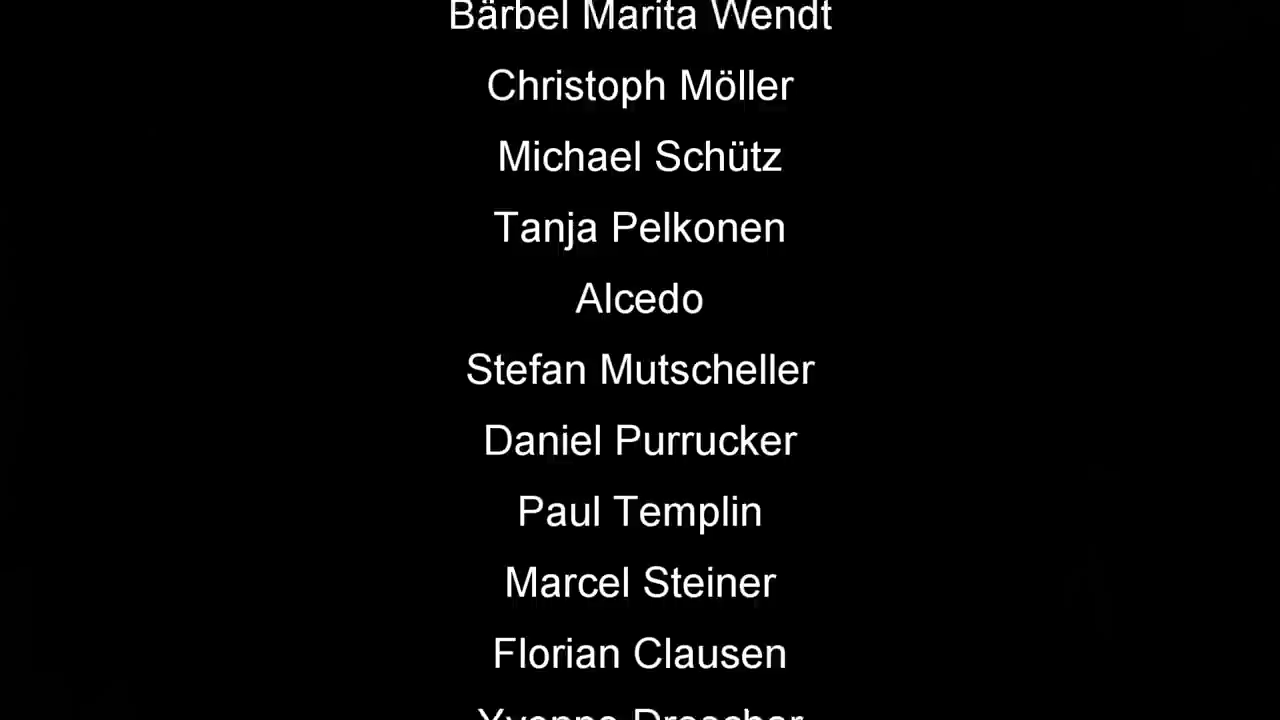 Bärbel Marita Wendt
Christoph Möller
Michael Schütz
Tanja Pelkonen
Alcedo
Stefan Mutscheller
Daniel Purrucker
Paul Templin
Marcel Steiner
Florian Clausen
Yvonne